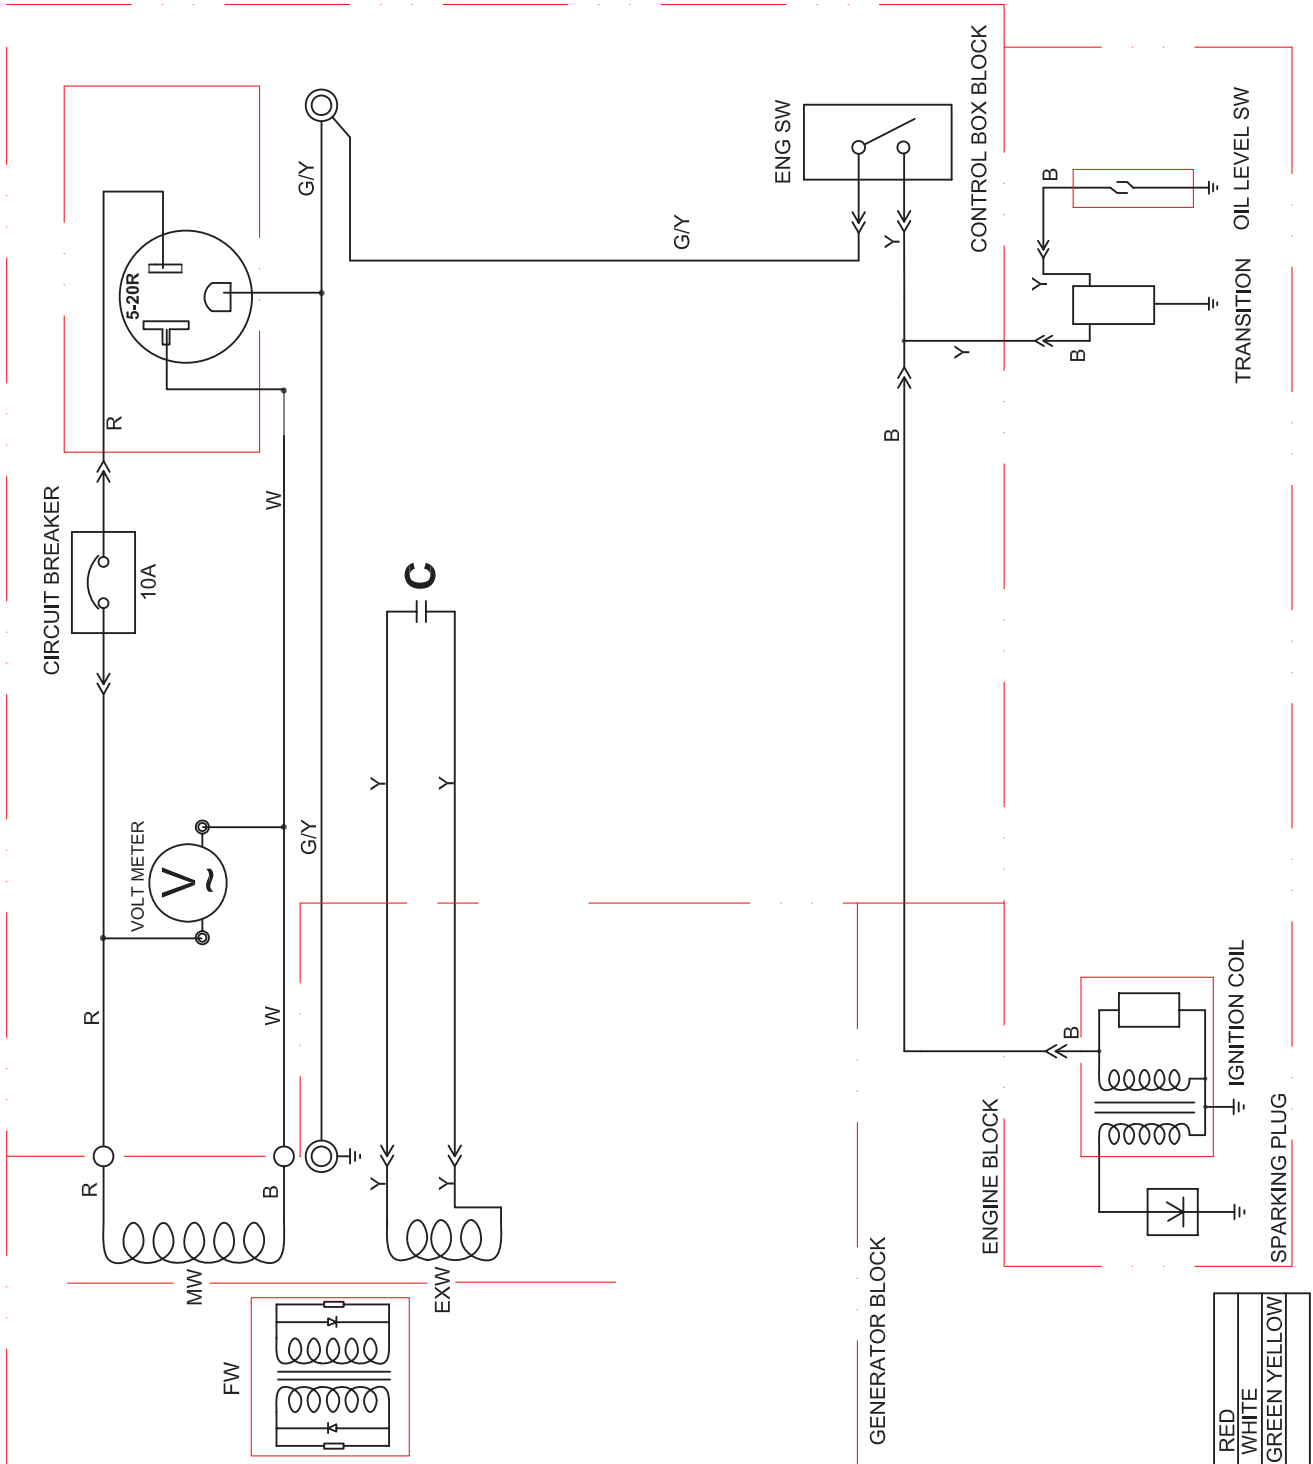 CIRCUIT BREAKER
10A
R
5-20R
G/Y
ENG SW
G/Y
Y
CONTROL BOX BLOCK
B
OIL LEVEL SW
Y
TRANSITION
Y
B
B
W
C
VOLT METER
V
~
G/Y
Y
Y
R
W
R
B
Y
Y
MW
EXW
FW
B
IGNITION COIL
ENGINE BLOCK
SPARKING PLUG
GENERATOR BLOCK
RED
WHITE
GREEN YELLOW